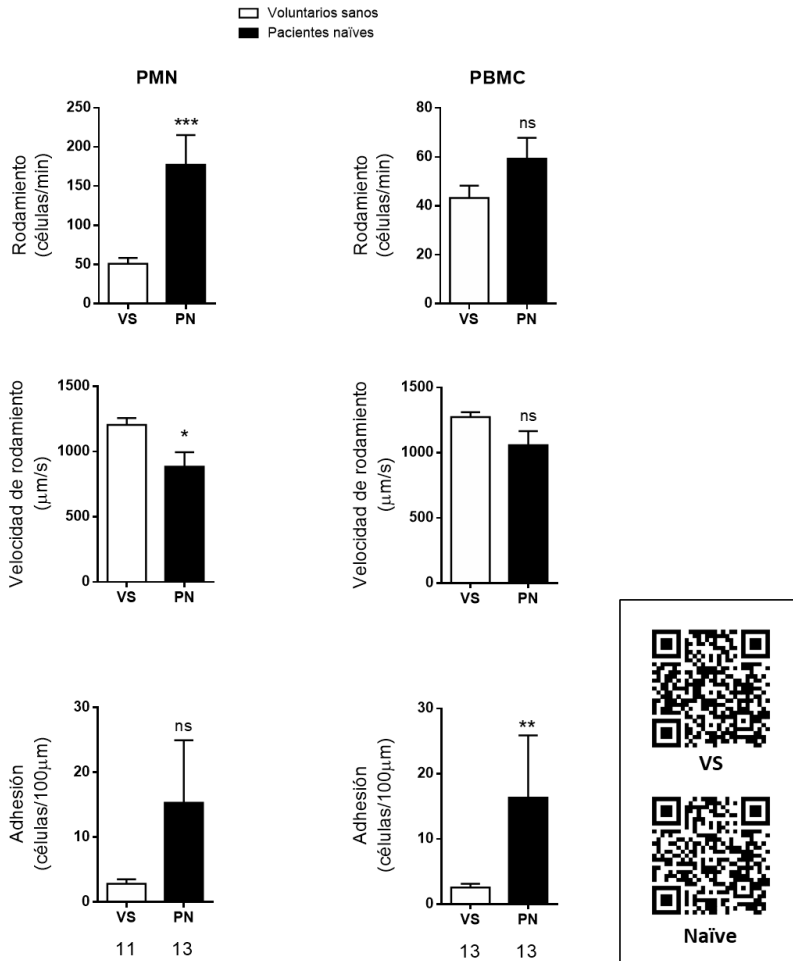 Voluntarios sanos
Pacientes naïves
PMN
250
200
150
100
50
0
Rodamiento
(células/min)
***
VS PN
PBMC
80
60
40
20
0
Rodamiento
(células/min)
ns
VS PN
1500
1000
500
0
Velocidad de rodamiento
(µm/s)
*
VS PN
1500
1000
500
0
Velocidad de rodamiento
(µm/s)
ns
VS PN
30
20
10
0
Adhesión
(células/100µm)
ns
VS PN
11 13
30
20
10
0
Adhesión
(células/100µm)
**
VS PN
13 13
VS
Naïve